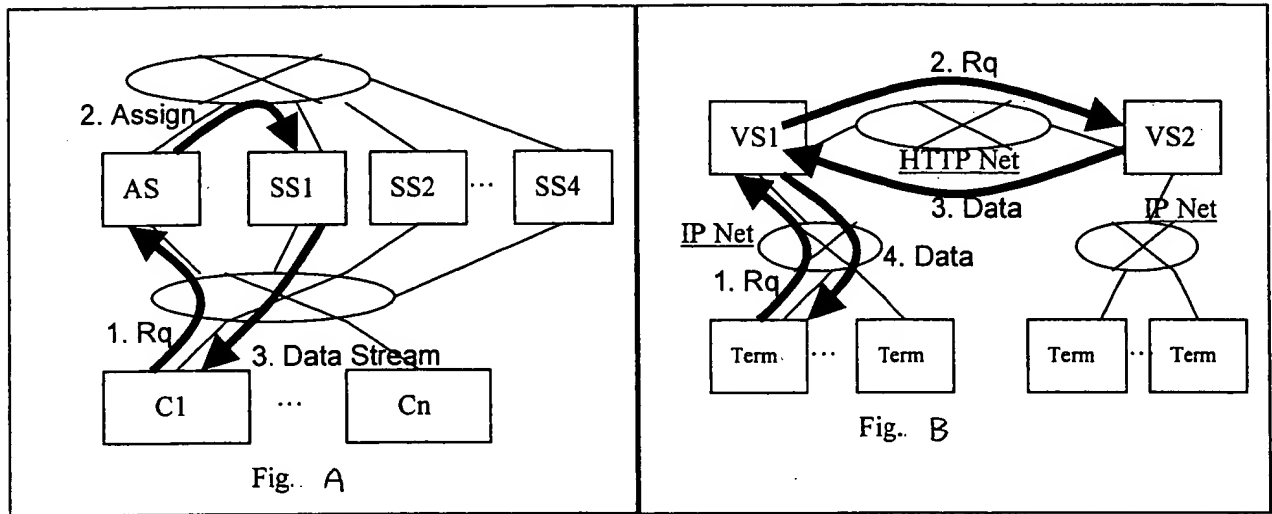 2. Assign
AS
SS1
SS2
...
SS4
1. Rq
3. Data Stream
C1
...
Cn
Fig.. A
2. Rq
VS1
VS2
HTTP Net
3. Data
IP Net
IP Net
4. Data
1. Rq
Term
...
Term
Term
...
Term
Fig.. B